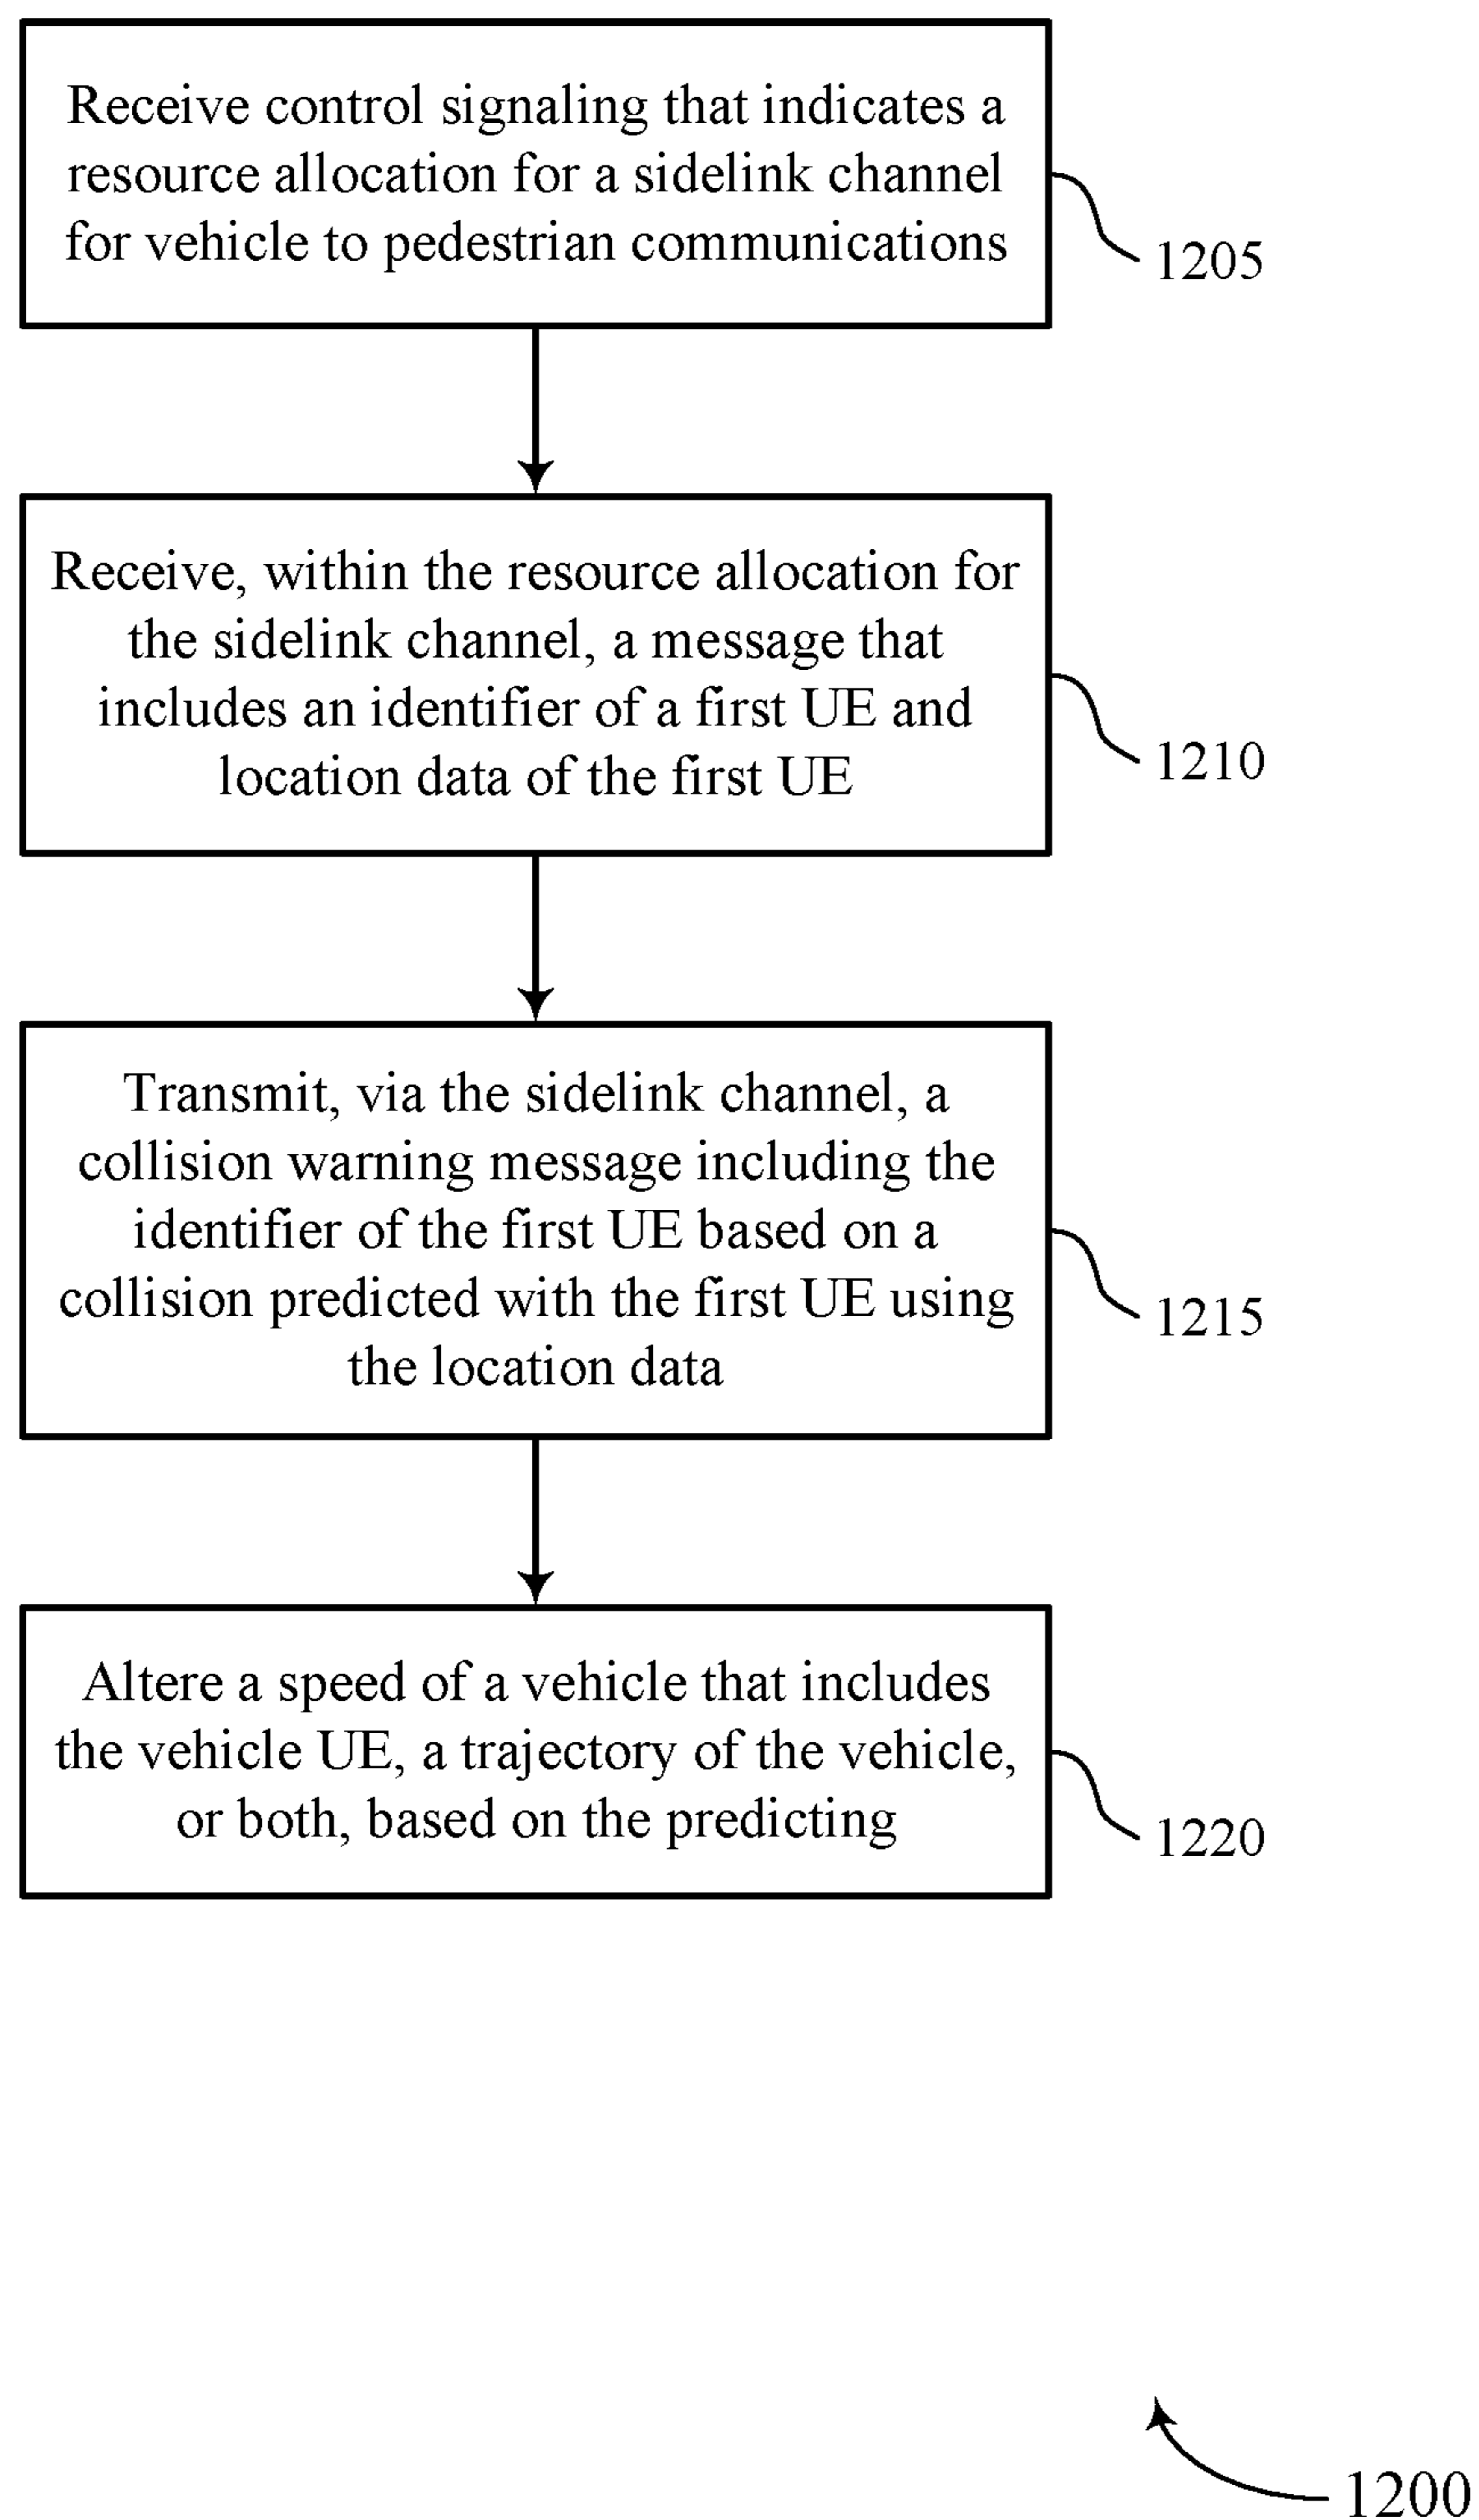 Receive control signaling that indicates a
resource allocation for a sidelink channel
for vehicle to pedestrian communications
1205
Receive, within the resource allocation for
the sidelink channel, a message that
includes an identifier of a first UE and
location data of the first UE
1210
Transmit, via the sidelink channel, a
collision warning message including the
identifier of the first UE based on a
collision predicted with the first UE using
the location data
1215
Altere a speed of a vehicle that includes
the vehicle UE, a trajectory of the vehicle,
or both, based on the predicting
1220
1200